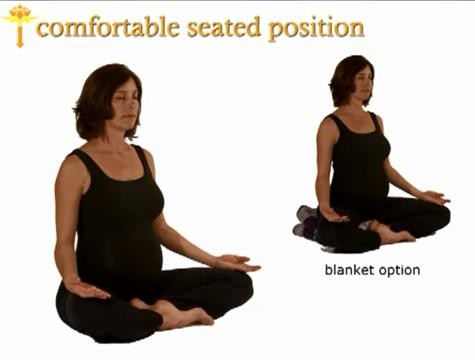 comfortable seated position
blanket option